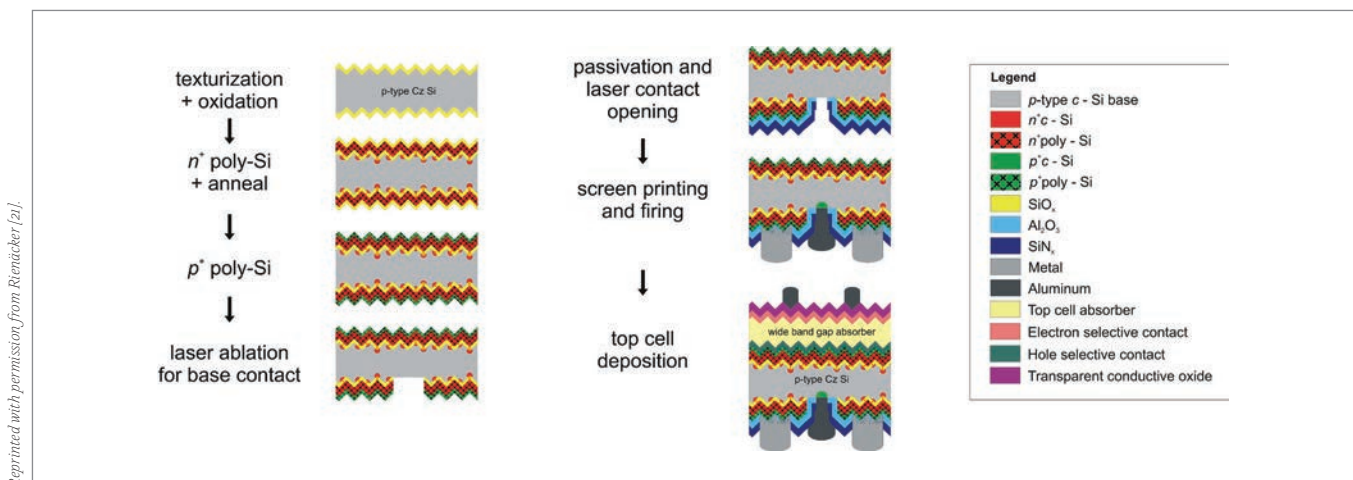 texturization
+ oxidation
n⁺ poly-Si
+ anneal
p⁺ poly-Si
laser ablation
for base contact
p-type Cz Si
passivation and
laser contact
opening
screen printing
and firing
top cell
deposition
wide band gap absorber
p-type Cz Si
Legend
p-type c - Si base
n⁺c - Si
n⁺poly - Si
p⁺c - Si
p⁺poly - Si
SiOₓ
Al₂O₃
SiNₓ
Metal
Aluminum
Top cell absorber
Electron selective contact
Hole selective contact
Transparent conductive oxide
Reprinted with permission from Rienäcker [21].